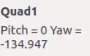 Quad1
Pitch = 0 Yaw =
-134.947